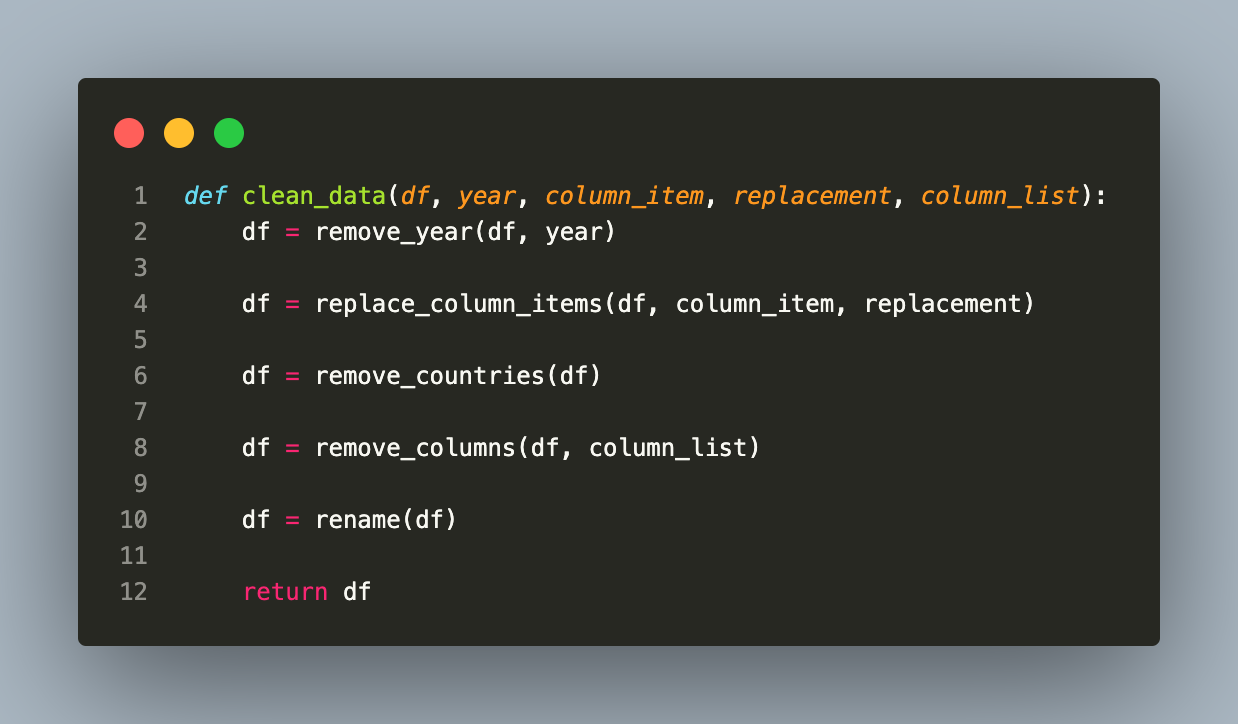 1 def clean_data(df, year, column_item, replacement, column_list):
2     df = remove_year(df, year)
3
4     df = replace_column_items(df, column_item, replacement)
5
6     df = remove_countries(df)
7
8     df = remove_columns(df, column_list)
9
10     df = rename(df)
11
12     return df